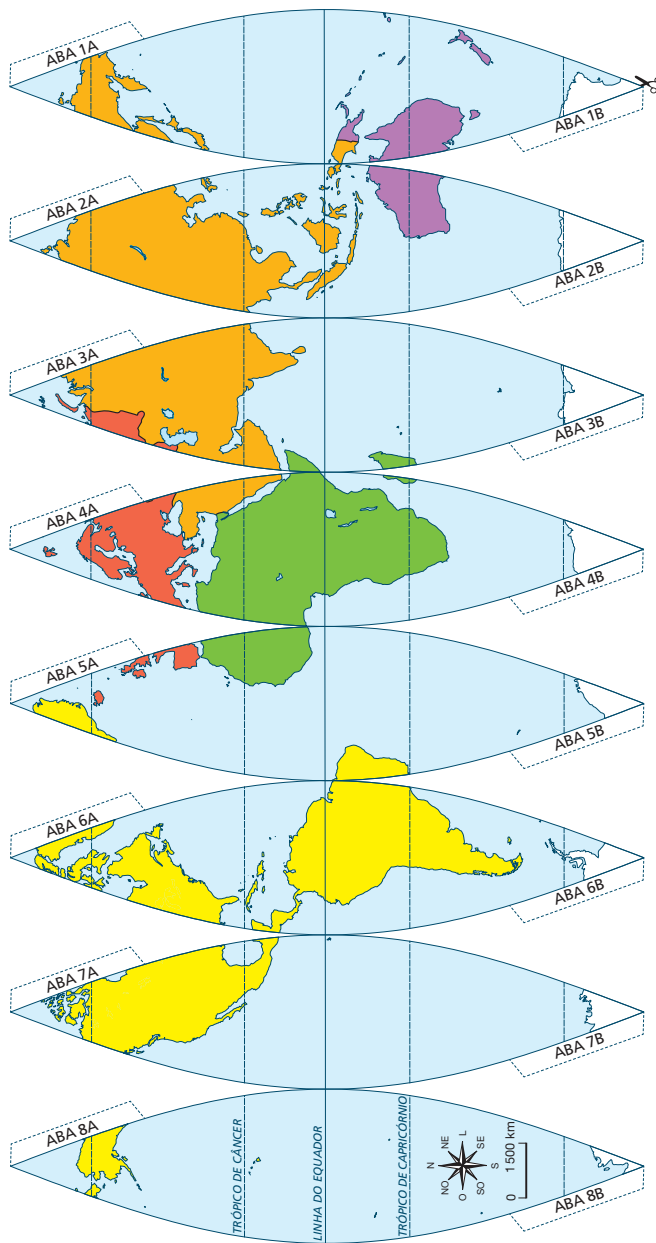 ABA 1A
ABA 1B
ABA 2A
ABA 2B
ABA 3A
ABA 3B
ABA 4A
ABA 4B
ABA 5A
ABA 5B
ABA 6A
ABA 6B
ABA 7A
ABA 7B
ABA 8A
ABA 8B
TRÓPICO DE CÂNCER
LINHA DO EQUADOR
TRÓPICO DE CAPRICÓRNIO
N
NE
L
SE
S
SO
O
NO
0 1 500 km